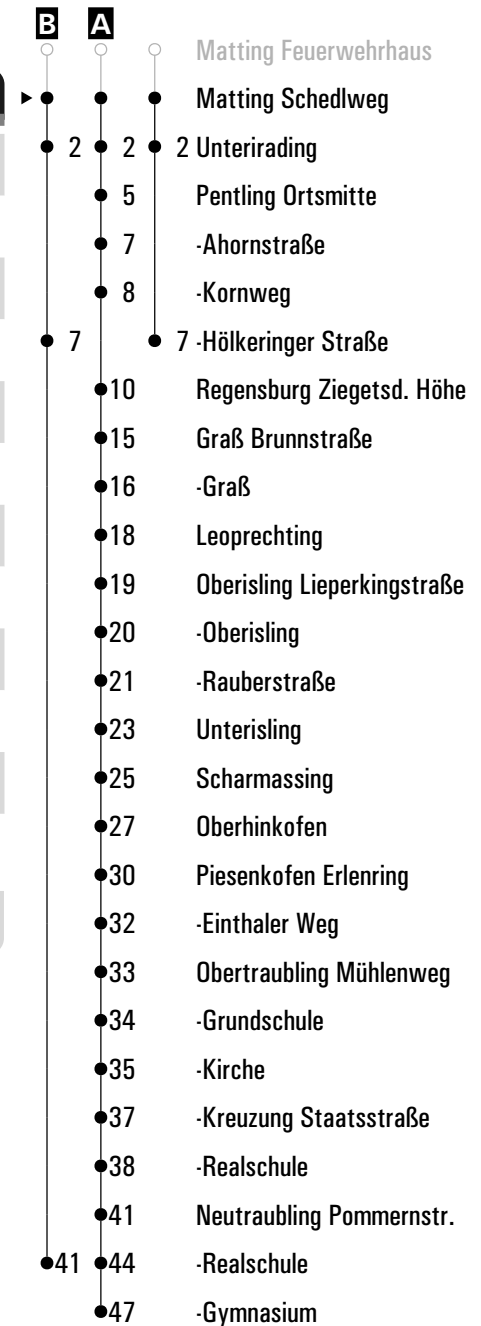 B A
Matting Feuerwehrhaus
Matting Schedlweg
2 2 2 Unterirading
5 Pentling Ortsmitte
7 -Ahornstraße
8 -Kornweg
7 7 -Hölkeringer Straße
10 Regensburg Ziegetsd. Höhe
15 Graß Brunnstraße
16 -Graß
18 Leoprechting
19 Oberisling Lieperkingstraße
20 -Oberisling
21 -Rauberstraße
23 Unterisling
25 Scharmassing
27 Oberhinkofen
30 Piesenkofen Erlenring
32 -Einthaler Weg
33 Obertraubling Mühlenweg
34 -Grundschule
35 -Kirche
37 -Kreuzung Staatsstraße
38 -Realschule
41 Neutraubling Pommernstr.
41 44 -Realschule
47 -Gymnasium